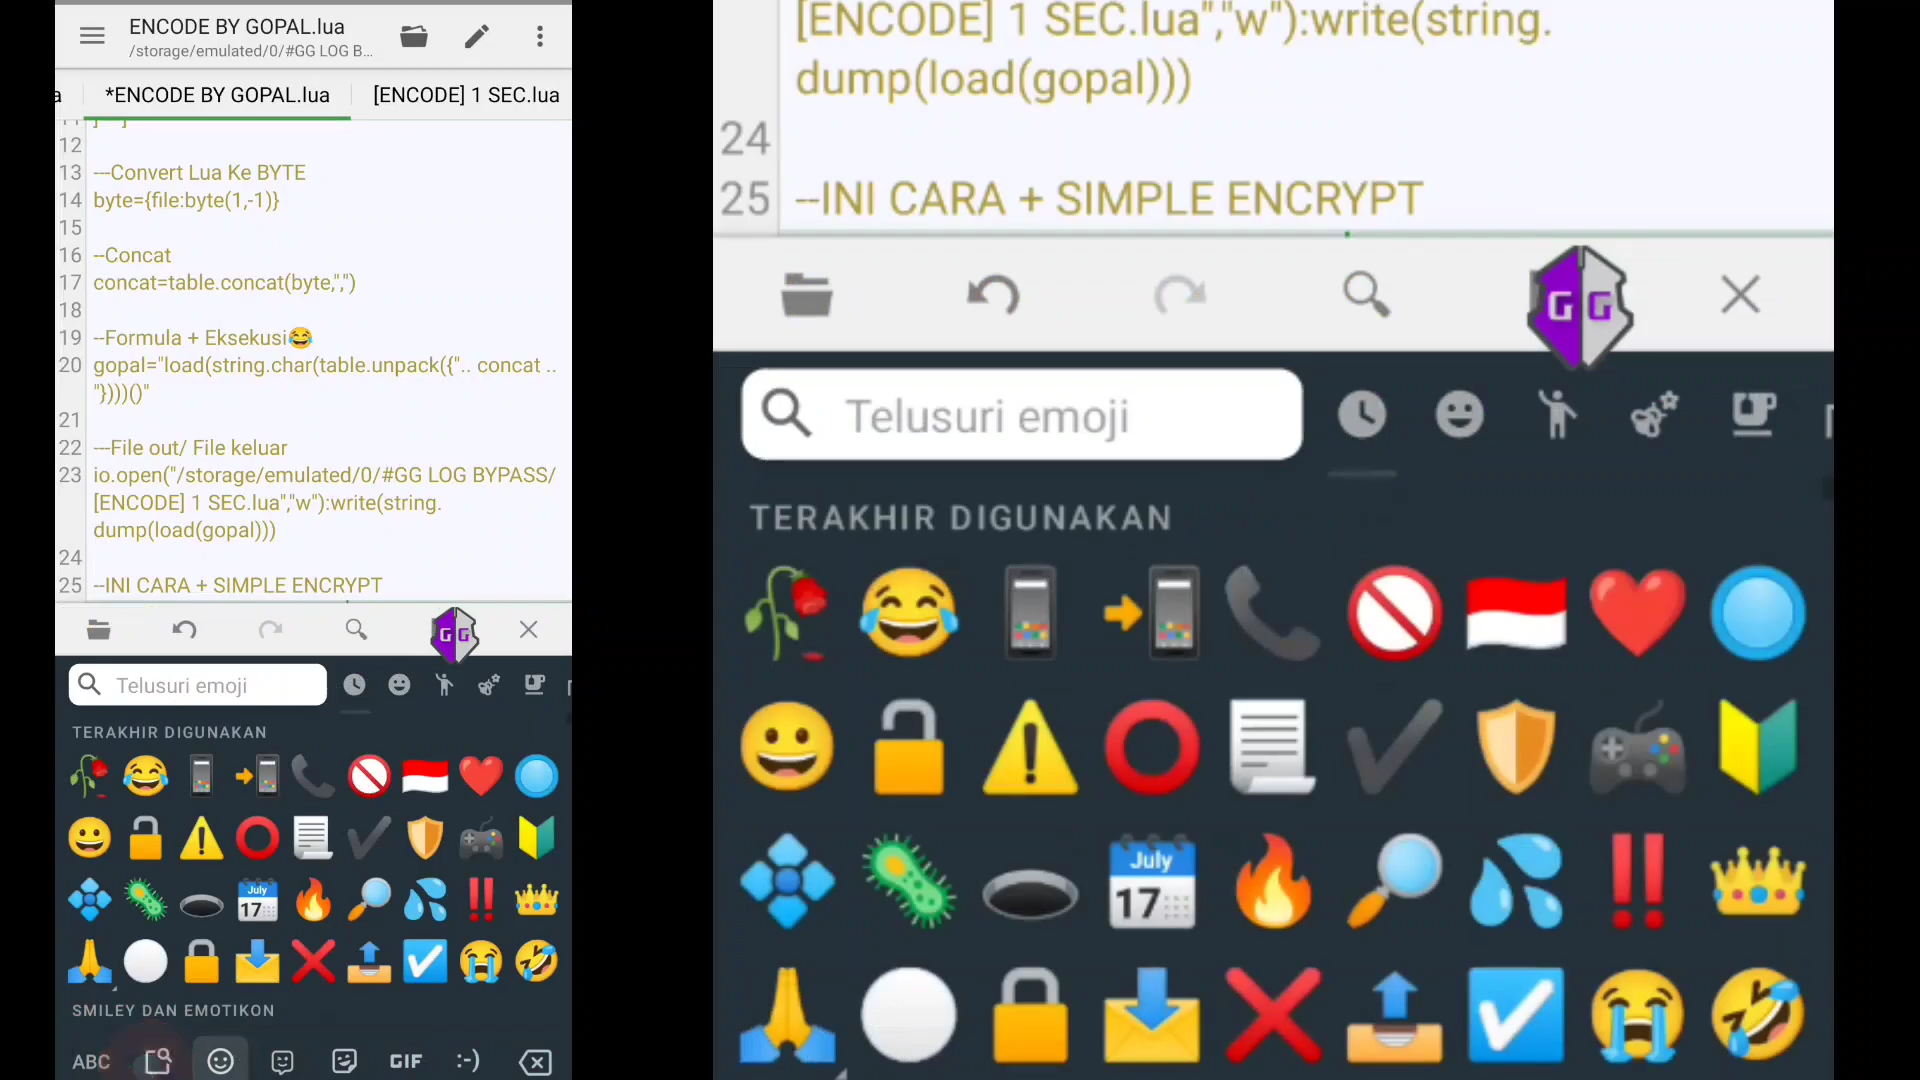 ENCODE BY GOPAL.lua
/storage/emulated/0/#GG LOG B...
a
*ENCODE BY GOPAL.lua
[ENCODE] 1 SEC.lua
12
13 ---Convert Lua Ke BYTE
14 byte={file:byte(1,-1)}
15
16 --Concat
17 concat=table.concat(byte,",")
18
19 --Formula + Eksekusi😂
20 gopal="load(string.char(table.unpack({".. concat ..
"})))()"
21
22 ---File out/ File keluar
23 io.open("/storage/emulated/0/#GG LOG BYPASS/
[ENCODE] 1 SEC.lua","w"):write(string.
dump(load(gopal)))
24
25 --INI CARA + SIMPLE ENCRYPT
G G
Telusuri emoji
TERAKHIR DIGUNAKAN
July
17
SMILEY DAN EMOTIKON
ABC
GIF
:-)
[ENCODE] 1 SEC.lua","w"):write(string.
dump(load(gopal)))
24
25 --INI CARA + SIMPLE ENCRYPT
G G
Telusuri emoji
TERAKHIR DIGUNAKAN
July
17